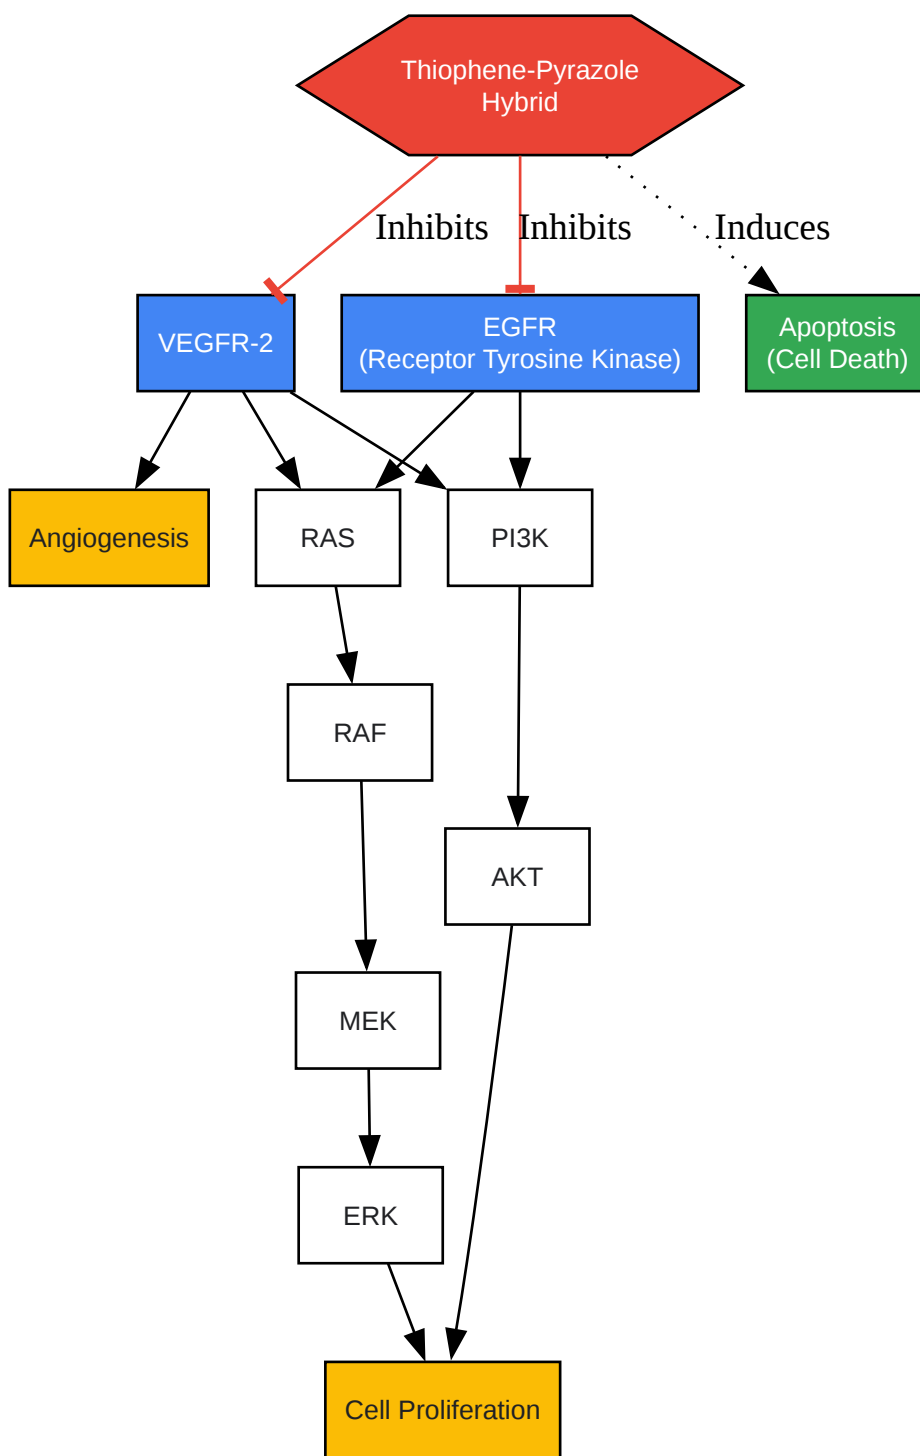 Thiophene-Pyrazole
Hybrid
Inhibits
Inhibits
Induces
VEGFR-2
EGFR
(Receptor Tyrosine Kinase)
Apoptosis
(Cell Death)
Angiogenesis
RAS
PI3K
RAF
AKT
MEK
ERK
Cell Proliferation